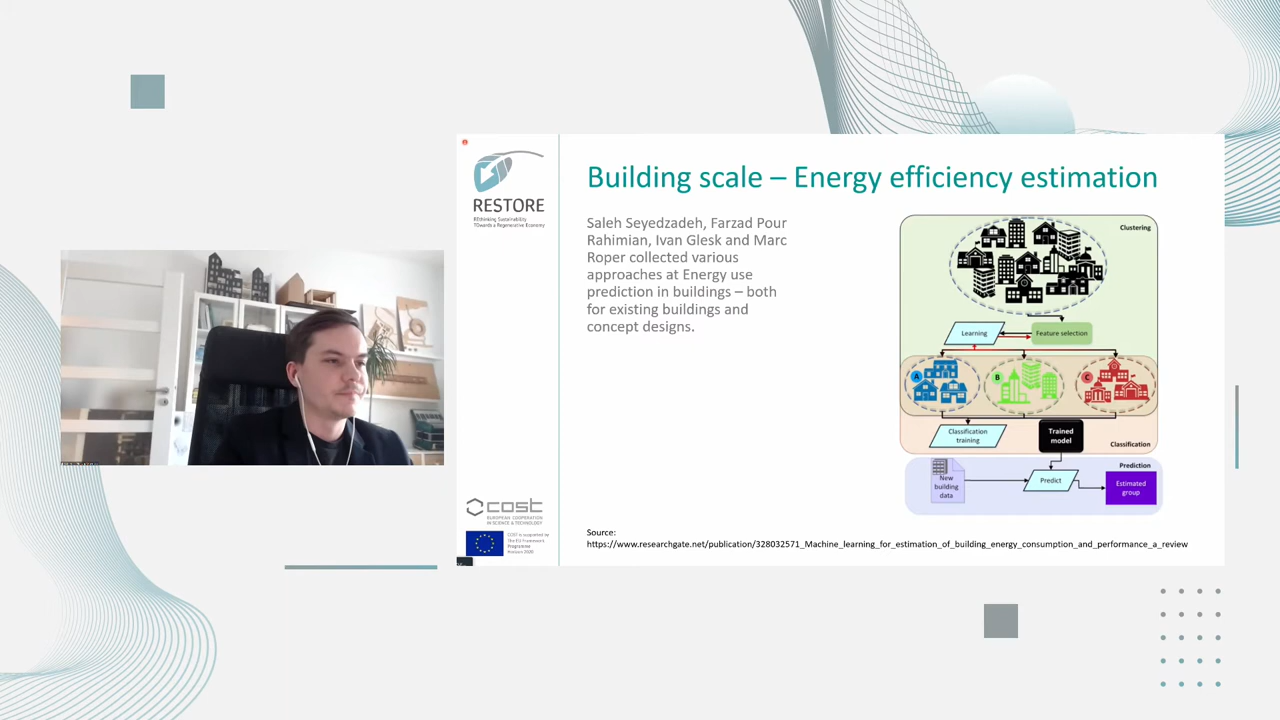 RESTORE
REthinking Sustainability
TOwards a Regenerative Economy
Building scale – Energy efficiency estimation
Saleh Seyedzadeh, Farzad Pour
Rahimian, Ivan Glesk and Marc
Roper collected various
approaches at Energy use
prediction in buildings – both
for existing buildings and
concept designs.
Clustering
Learning
Feature selection
A
B
C
Classification
training
Trained
model
Classification
Prediction
New
building
data
Predict
Estimated
group
cost
EUROPEAN COOPERATION
IN SCIENCE & TECHNOLOGY
COST is supported by
the EU Framework
Programme
Horizon 2020
Source:
https://www.researchgate.net/publication/328032571_Machine_learning_for_estimation_of_building_energy_consumption_and_performance_a_review